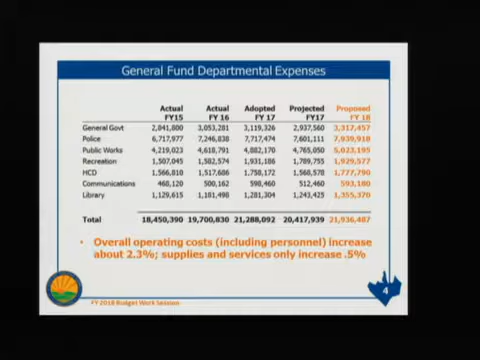 General Fund Departmental Expenses
Actual Actual Adopted Projected Proposed
FY15 FY 16 FY 17 FY17 FY 18
General Govt 2,841,800 3,053,281 3,119,326 2,937,560 3,317,457
Police 6,717,977 7,246,838 7,717,474 7,601,111 7,939,918
Public Works 4,219,023 4,618,791 4,882,170 4,765,050 5,023,195
Recreation 1,507,045 1,582,574 1,931,186 1,789,755 1,929,577
HCD 1,566,810 1,517,686 1,758,172 1,568,578 1,777,790
Communications 468,120 500,162 598,460 512,460 593,180
Library 1,129,615 1,181,498 1,281,304 1,243,425 1,355,370
Total 18,450,390 19,700,830 21,288,092 20,417,939 21,936,487
• Overall operating costs (including personnel) increase
about 2.3%; supplies and services only increase .5%
FY 2018 Budget Work Session
4